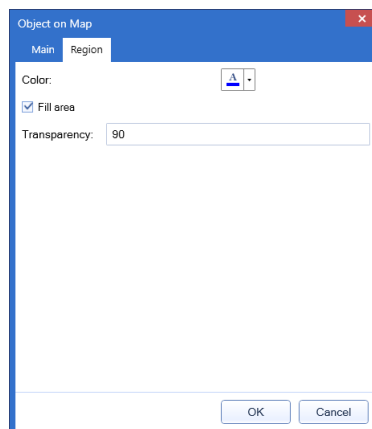 Object on Map
Main Region
Color: A
Fill area
Transparency: 90
OK Cancel